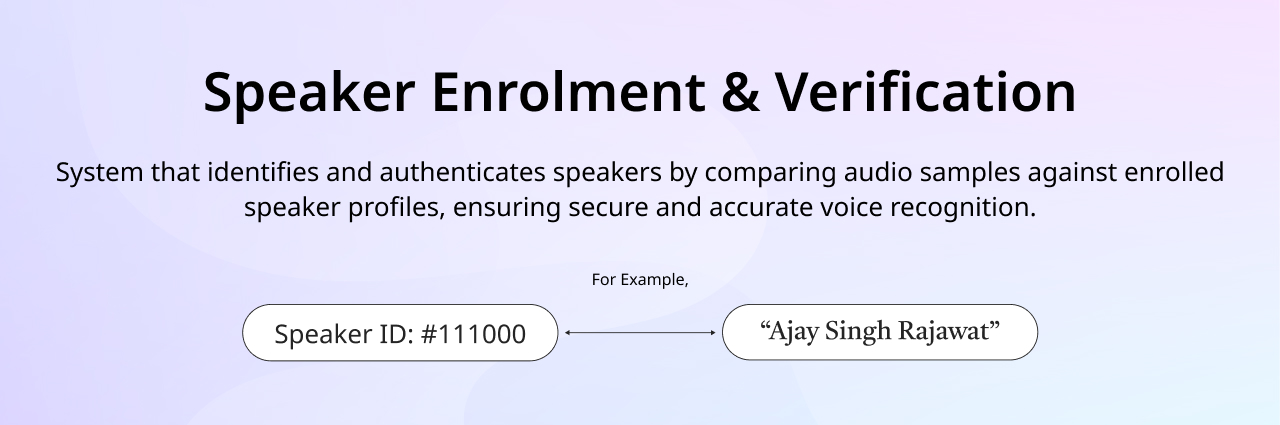 Speaker Enrolment & Verification
System that identifies and authenticates speakers by comparing audio samples against enrolled
speaker profiles, ensuring secure and accurate voice recognition.
For Example,
Speaker ID: #111000
“Ajay Singh Rajawat”